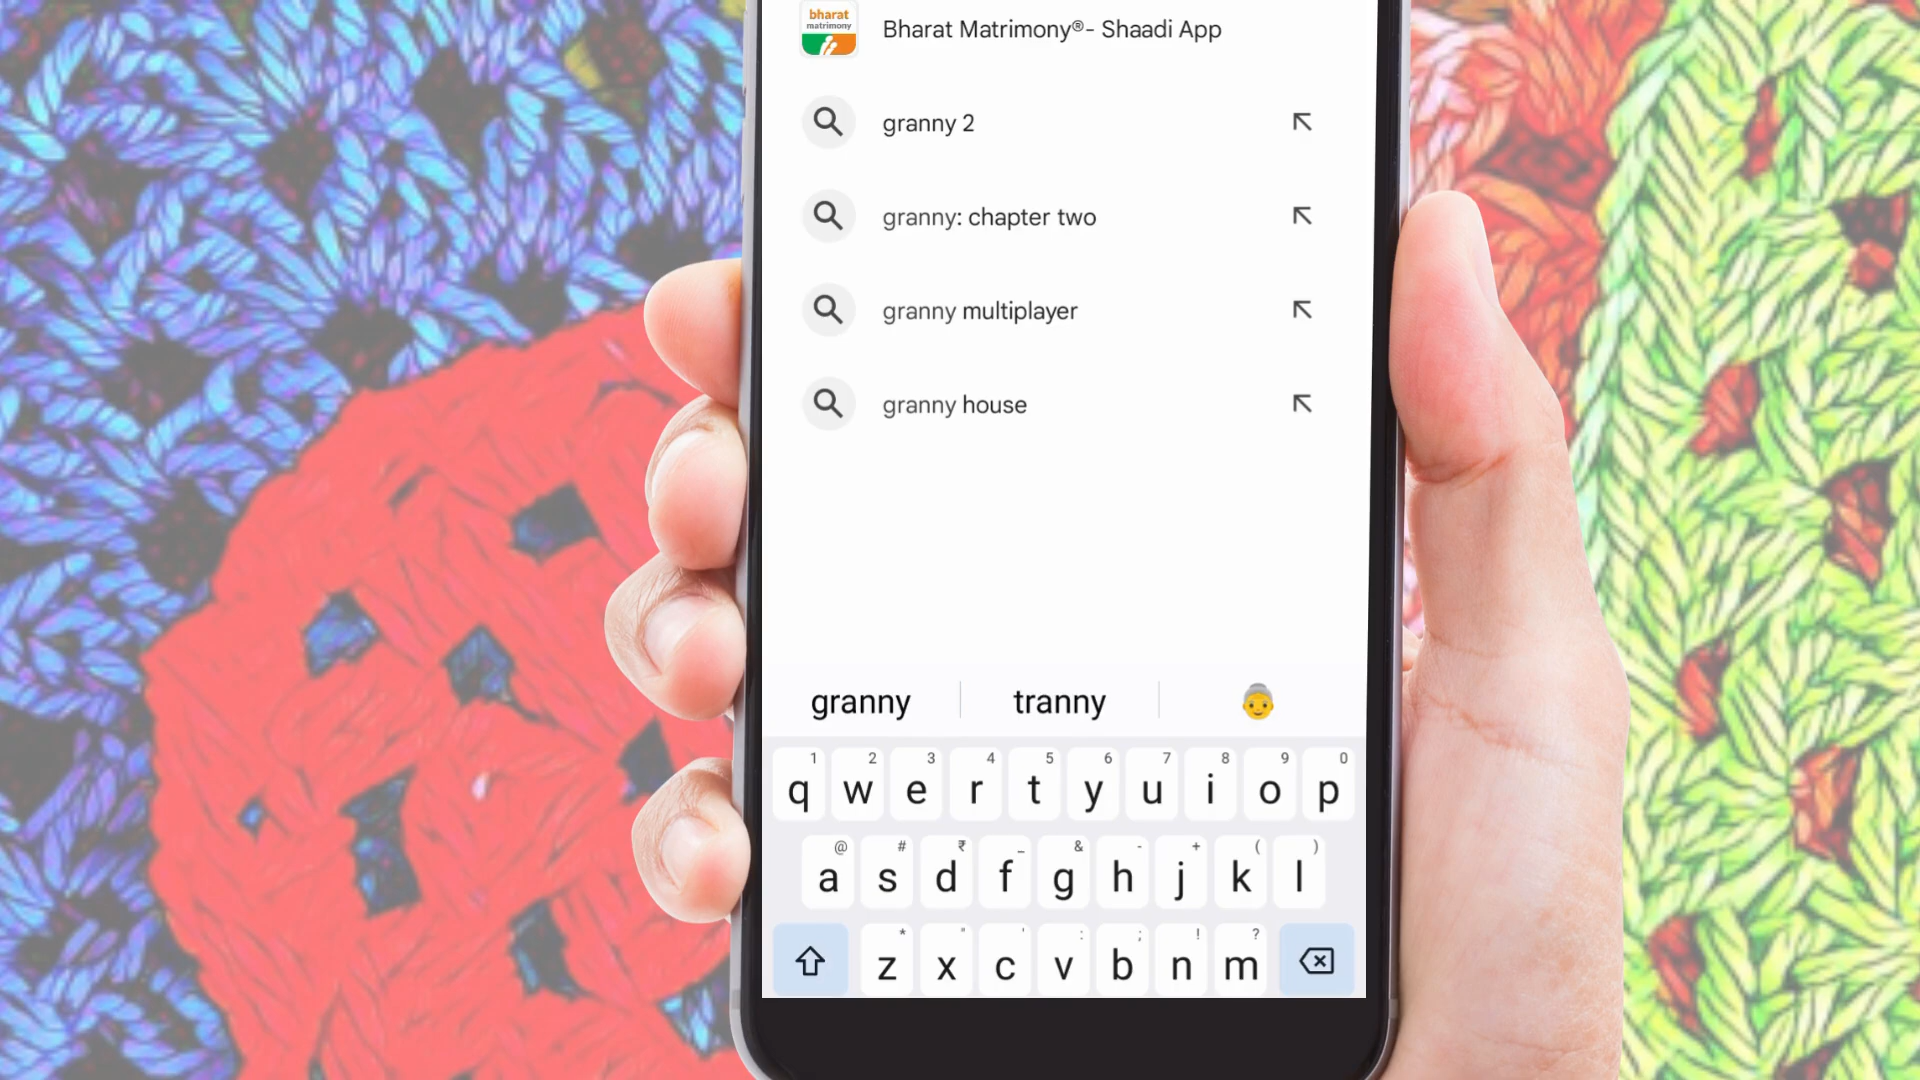 bharat
matrimony
Bharat Matrimony®- Shaadi App
granny 2
granny: chapter two
granny multiplayer
granny house
granny tranny
1 2 3 4 5 6 7 8 9 0
q w e r t y u i o p
@ # ₹ _ & - + ( )
a s d f g h j k l
* " ' : ; ! ?
z x c v b n m